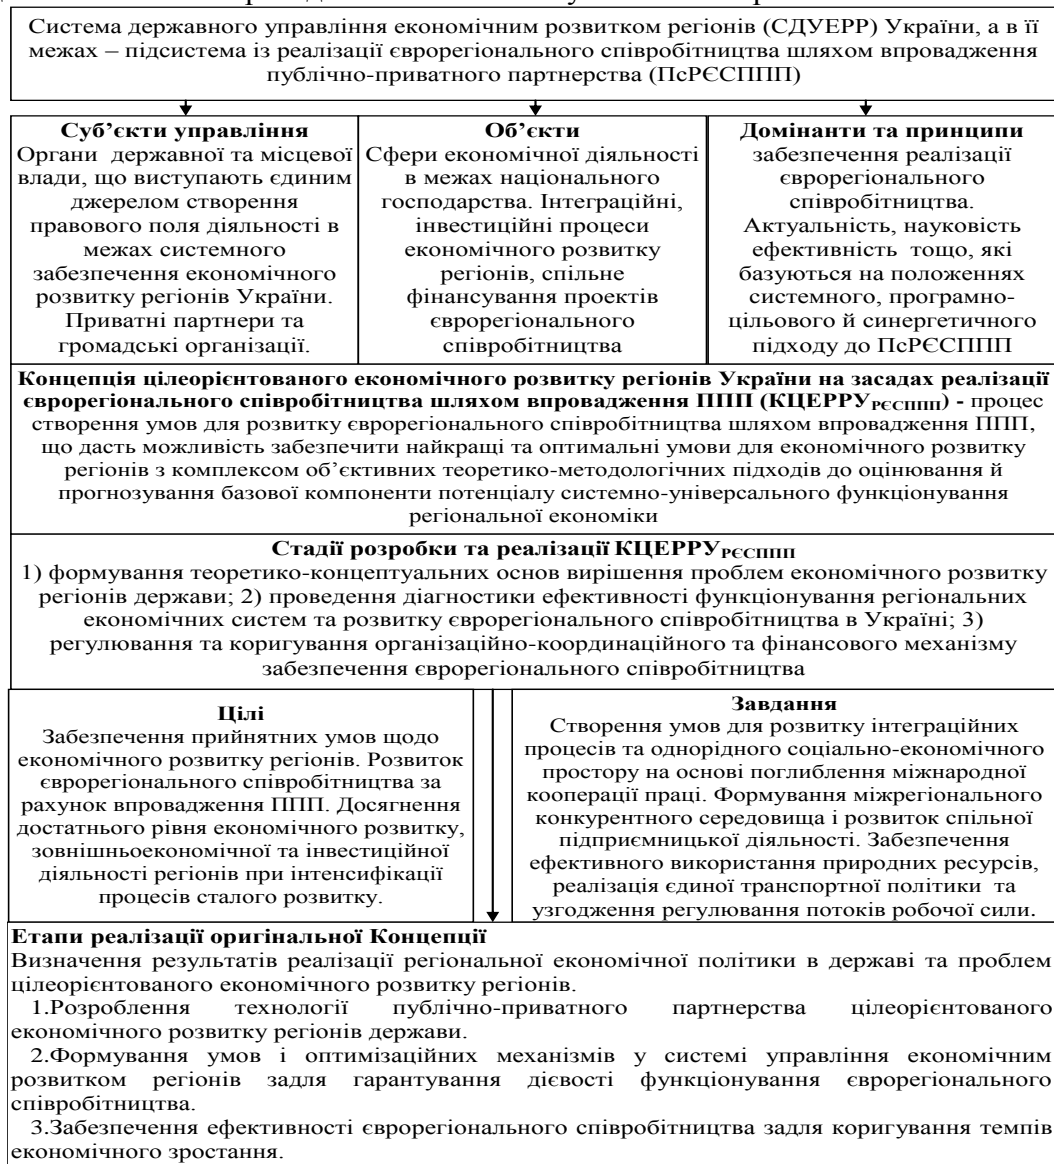 Система державного управління економічним розвитком регіонів (СДУЕРР) України, а в її
межах – підсистема із реалізації єврорегіонального співробітництва шляхом впровадження
публічно-приватного партнерства (ПсРЄСППП)
Суб’єкти управління
Органи державної та місцевої
влади, що виступають єдиним
джерелом створення
правового поля діяльності в
межах системного
забезпечення економічного
розвитку регіонів України.
Приватні партнери та
громадські організації.
Об’єкти
Сфери економічної діяльності
в межах національного
господарства. Інтеграційні,
інвестиційні процеси
економічного розвитку
регіонів, спільне
фінансування проектів
єврорегіонального
співробітництва
Домінанти та принципи
забезпечення реалізації
єврорегіонального
співробітництва.
Актуальність, науковість
ефективність тощо, які
базуються на положеннях
системного, програмно-
цільового й синергетичного
підходу до ПсРЄСППП
Концепція цілеорієнтованого економічного розвитку регіонів України на засадах реалізації
єврорегіонального співробітництва шляхом впровадження ППП (КЦЕРРУРЄСППП) - процес
створення умов для розвитку єврорегіонального співробітництва шляхом впровадження ППП,
що дасть можливість забезпечити найкращі та оптимальні умови для економічного розвитку
регіонів з комплексом об’єктивних теоретико-методологічних підходів до оцінювання й
прогнозування базової компоненти потенціалу системно-універсального функціонування
регіональної економіки
Стадії розробки та реалізації КЦЕРРУРЄСППП
1) формування теоретико-концептуальних основ вирішення проблем економічного розвитку
регіонів держави; 2) проведення діагностики ефективності функціонування регіональних
економічних систем та розвитку єврорегіонального співробітництва в Україні; 3)
регулювання та коригування організаційно-координаційного та фінансового механізму
забезпечення єврорегіонального співробітництва
Цілі
Забезпечення прийнятних умов щодо
економічного розвитку регіонів. Розвиток
єврорегіонального співробітництва за
рахунок впровадження ППП. Досягнення
достатнього рівня економічного розвитку,
зовнішньоекономічної та інвестиційної
діяльності регіонів при інтенсифікації
процесів сталого розвитку.
Завдання
Створення умов для розвитку інтеграційних
процесів та однорідного соціально-економічного
простору на основі поглиблення міжнародної
кооперації праці. Формування міжрегіонального
конкурентного середовища і розвиток спільної
підприємницької діяльності. Забезпечення
ефективного використання природних ресурсів,
реалізація єдиної транспортної політики та
узгодження регулювання потоків робочої сили.
Етапи реалізації оригінальної Концепції
Визначення результатів реалізації регіональної економічної політики в державі та проблем
цілеорієнтованого економічного розвитку регіонів.
1.Розроблення технології публічно-приватного партнерства цілеорієнтованого
економічного розвитку регіонів держави.
2.Формування умов і оптимізаційних механізмів у системі управління економічним
розвитком регіонів задля гарантування дієвості функціонування єврорегіонального
співробітництва.
3.Забезпечення ефективності єврорегіонального співробітництва задля коригування темпів
економічного зростання.